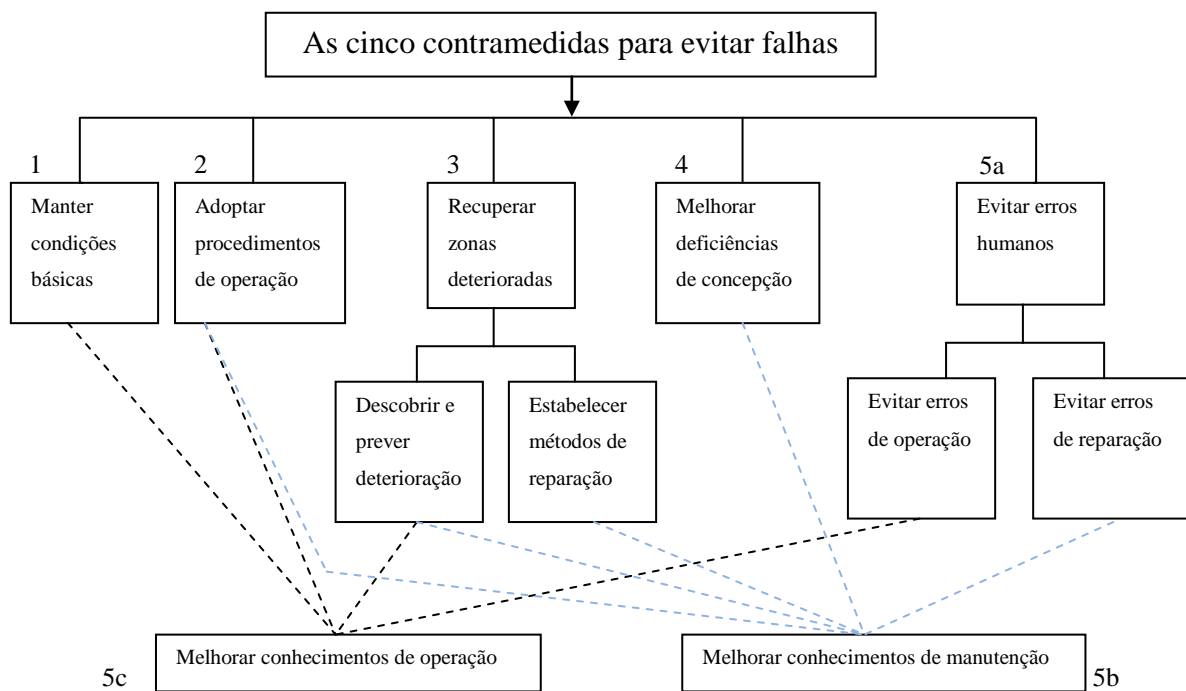 As cinco contramedidas para evitar falhas
1
2
3
4
5a
Manter
condições
básicas
Adoptar
procedimentos
de operação
Recuperar
zonas
deterioradas
Melhorar
deficiências
de concepção
Evitar erros
humanos
Descobrir e
prever
deterioração
Estabelecer
métodos de
reparação
Evitar erros
de operação
Evitar erros
de reparação
Melhorar conhecimentos de operação
5c
Melhorar conhecimentos de manutenção
5b